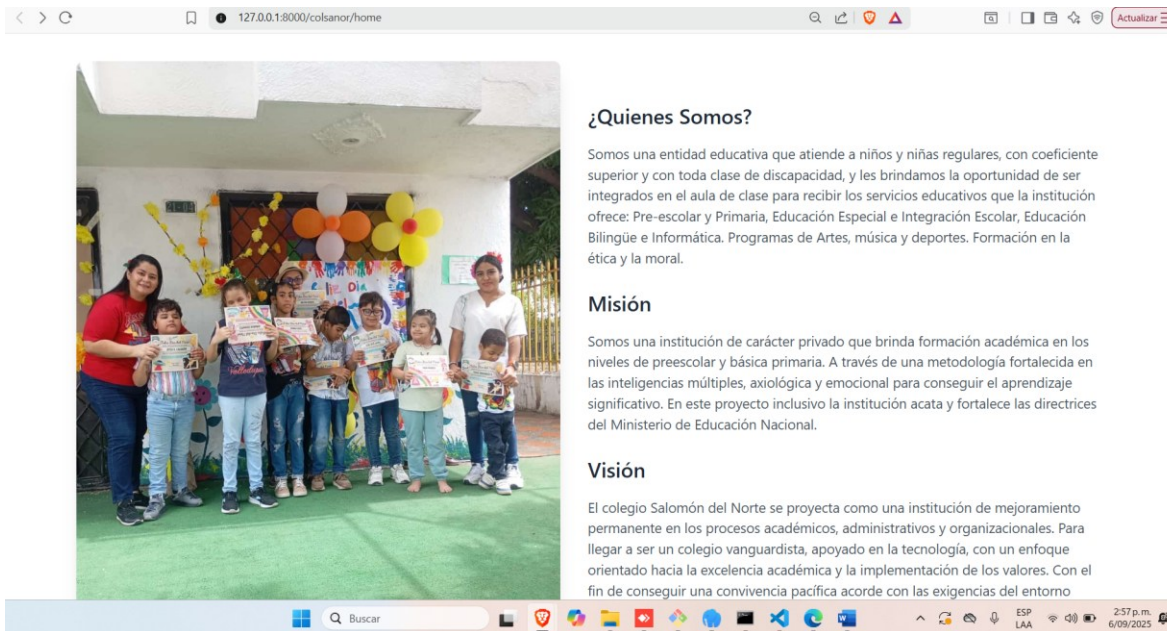 127.0.0.1:8000/colsanor/home
Actualizar
¿Quienes Somos?
Somos una entidad educativa que atiende a niños y niñas regulares, con coeficiente
superior y con toda clase de discapacidad, y les brindamos la oportunidad de ser
integrados en el aula de clase para recibir los servicios educativos que la institución
ofrece: Pre-escolar y Primaria, Educación Especial e Integración Escolar, Educación
Bilingüe e Informática. Programas de Artes, música y deportes. Formación en la
ética y la moral.
Misión
Somos una institución de carácter privado que brinda formación académica en los
niveles de preescolar y básica primaria. A través de una metodología fortalecida en
las inteligencias múltiples, axiológica y emocional para conseguir el aprendizaje
significativo. En este proyecto inclusivo la institución acata y fortalece las directrices
del Ministerio de Educación Nacional.
Visión
El colegio Salomón del Norte se proyecta como una institución de mejoramiento
permanente en los procesos académicos, administrativos y organizacionales. Para
llegar a ser un colegio vanguardista, apoyado en la tecnología, con un enfoque
orientado hacia la excelencia académica y la implementación de los valores. Con el
fin de conseguir una convivencia pacífica acorde con las exigencias del entorno
Buscar
ESP
LAA
2:57 p. m.
6/09/2025